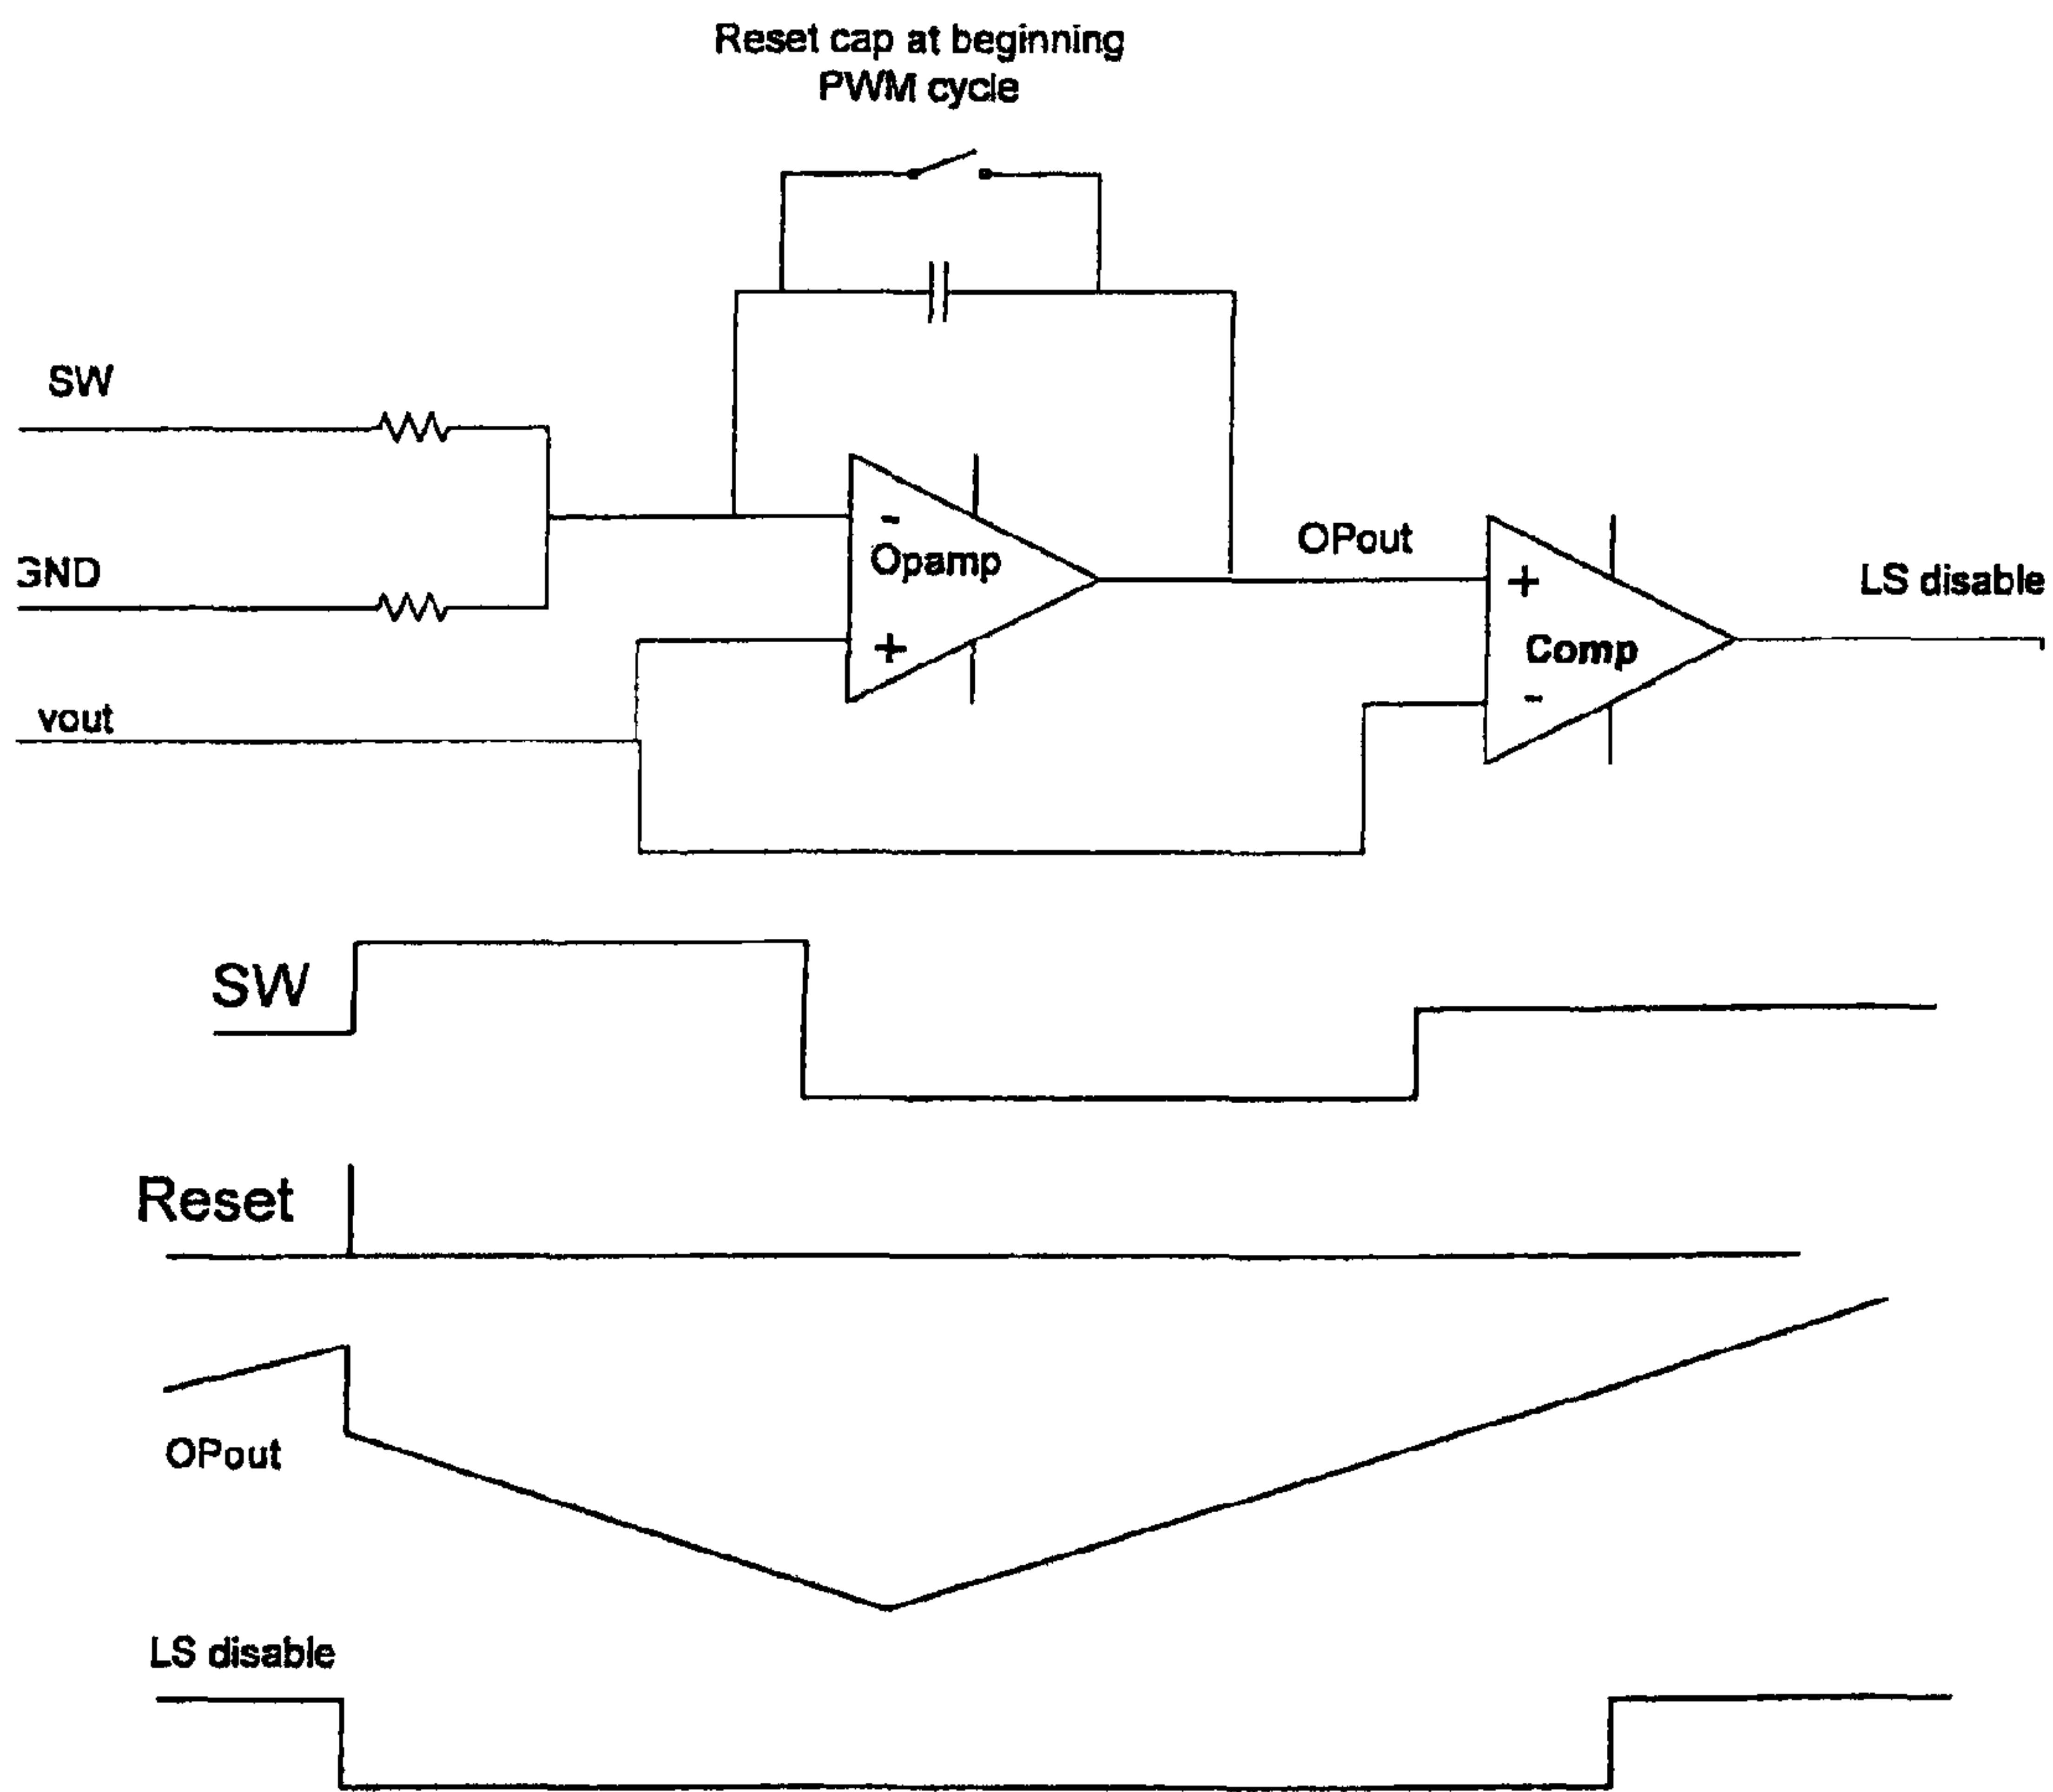 Reset cap at beginning
PWM cycle
SW
GND
vout
-
Opamp
+
OPout
+
Comp
-
LS disable
SW
Reset
OPout
LS disable